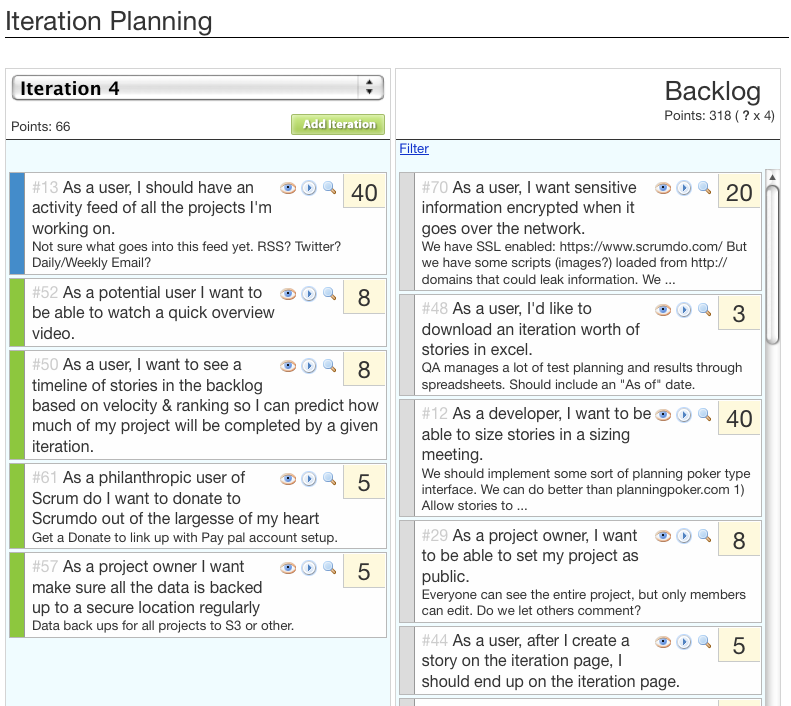 Iteration Planning
Iteration 4
Points: 66
Add Iteration
#13 As a user, I should have an
activity feed of all the projects I'm
working on.
Not sure what goes into this feed yet. RSS? Twitter?
Daily/Weekly Email?
40
#52 As a potential user I want to
be able to watch a quick overview
video.
8
#50 As a user, I want to see a
timeline of stories in the backlog
based on velocity & ranking so I can predict how
much of my project will be completed by a given
iteration.
8
#61 As a philanthropic user of
Scrum do I want to donate to
Scrumdo out of the largesse of my heart
Get a Donate to link up with Pay pal account setup.
5
#57 As a project owner I want
make sure all the data is backed
up to a secure location regularly
Data back ups for all projects to S3 or other.
5
Backlog
Points: 318 ( ? x 4)
Filter
#70 As a user, I want sensitive
information encrypted when it
goes over the network.
We have SSL enabled: https://www.scrumdo.com/ But
we have some scripts (images?) loaded from http://
domains that could leak information. We ...
20
#48 As a user, I'd like to
download an iteration worth of
stories in excel.
QA manages a lot of test planning and results through
spreadsheets. Should include an "As of" date.
3
#12 As a developer, I want to be
able to size stories in a sizing
meeting.
We should implement some sort of planning poker type
interface. We can do better than planningpoker.com 1)
Allow stories to ...
40
#29 As a project owner, I want
to be able to set my project as
public.
Everyone can see the entire project, but only members
can edit. Do we let others comment?
8
#44 As a user, after I create a
story on the iteration page, I
should end up on the iteration page.
5